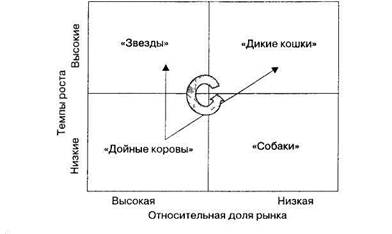 Высокие
«Звезды»
«Дикие кошки»
Темпы роста
Низкие
«Дойные коровы»
«Собаки»
Высокая
Низкая
Относительная доля рынка